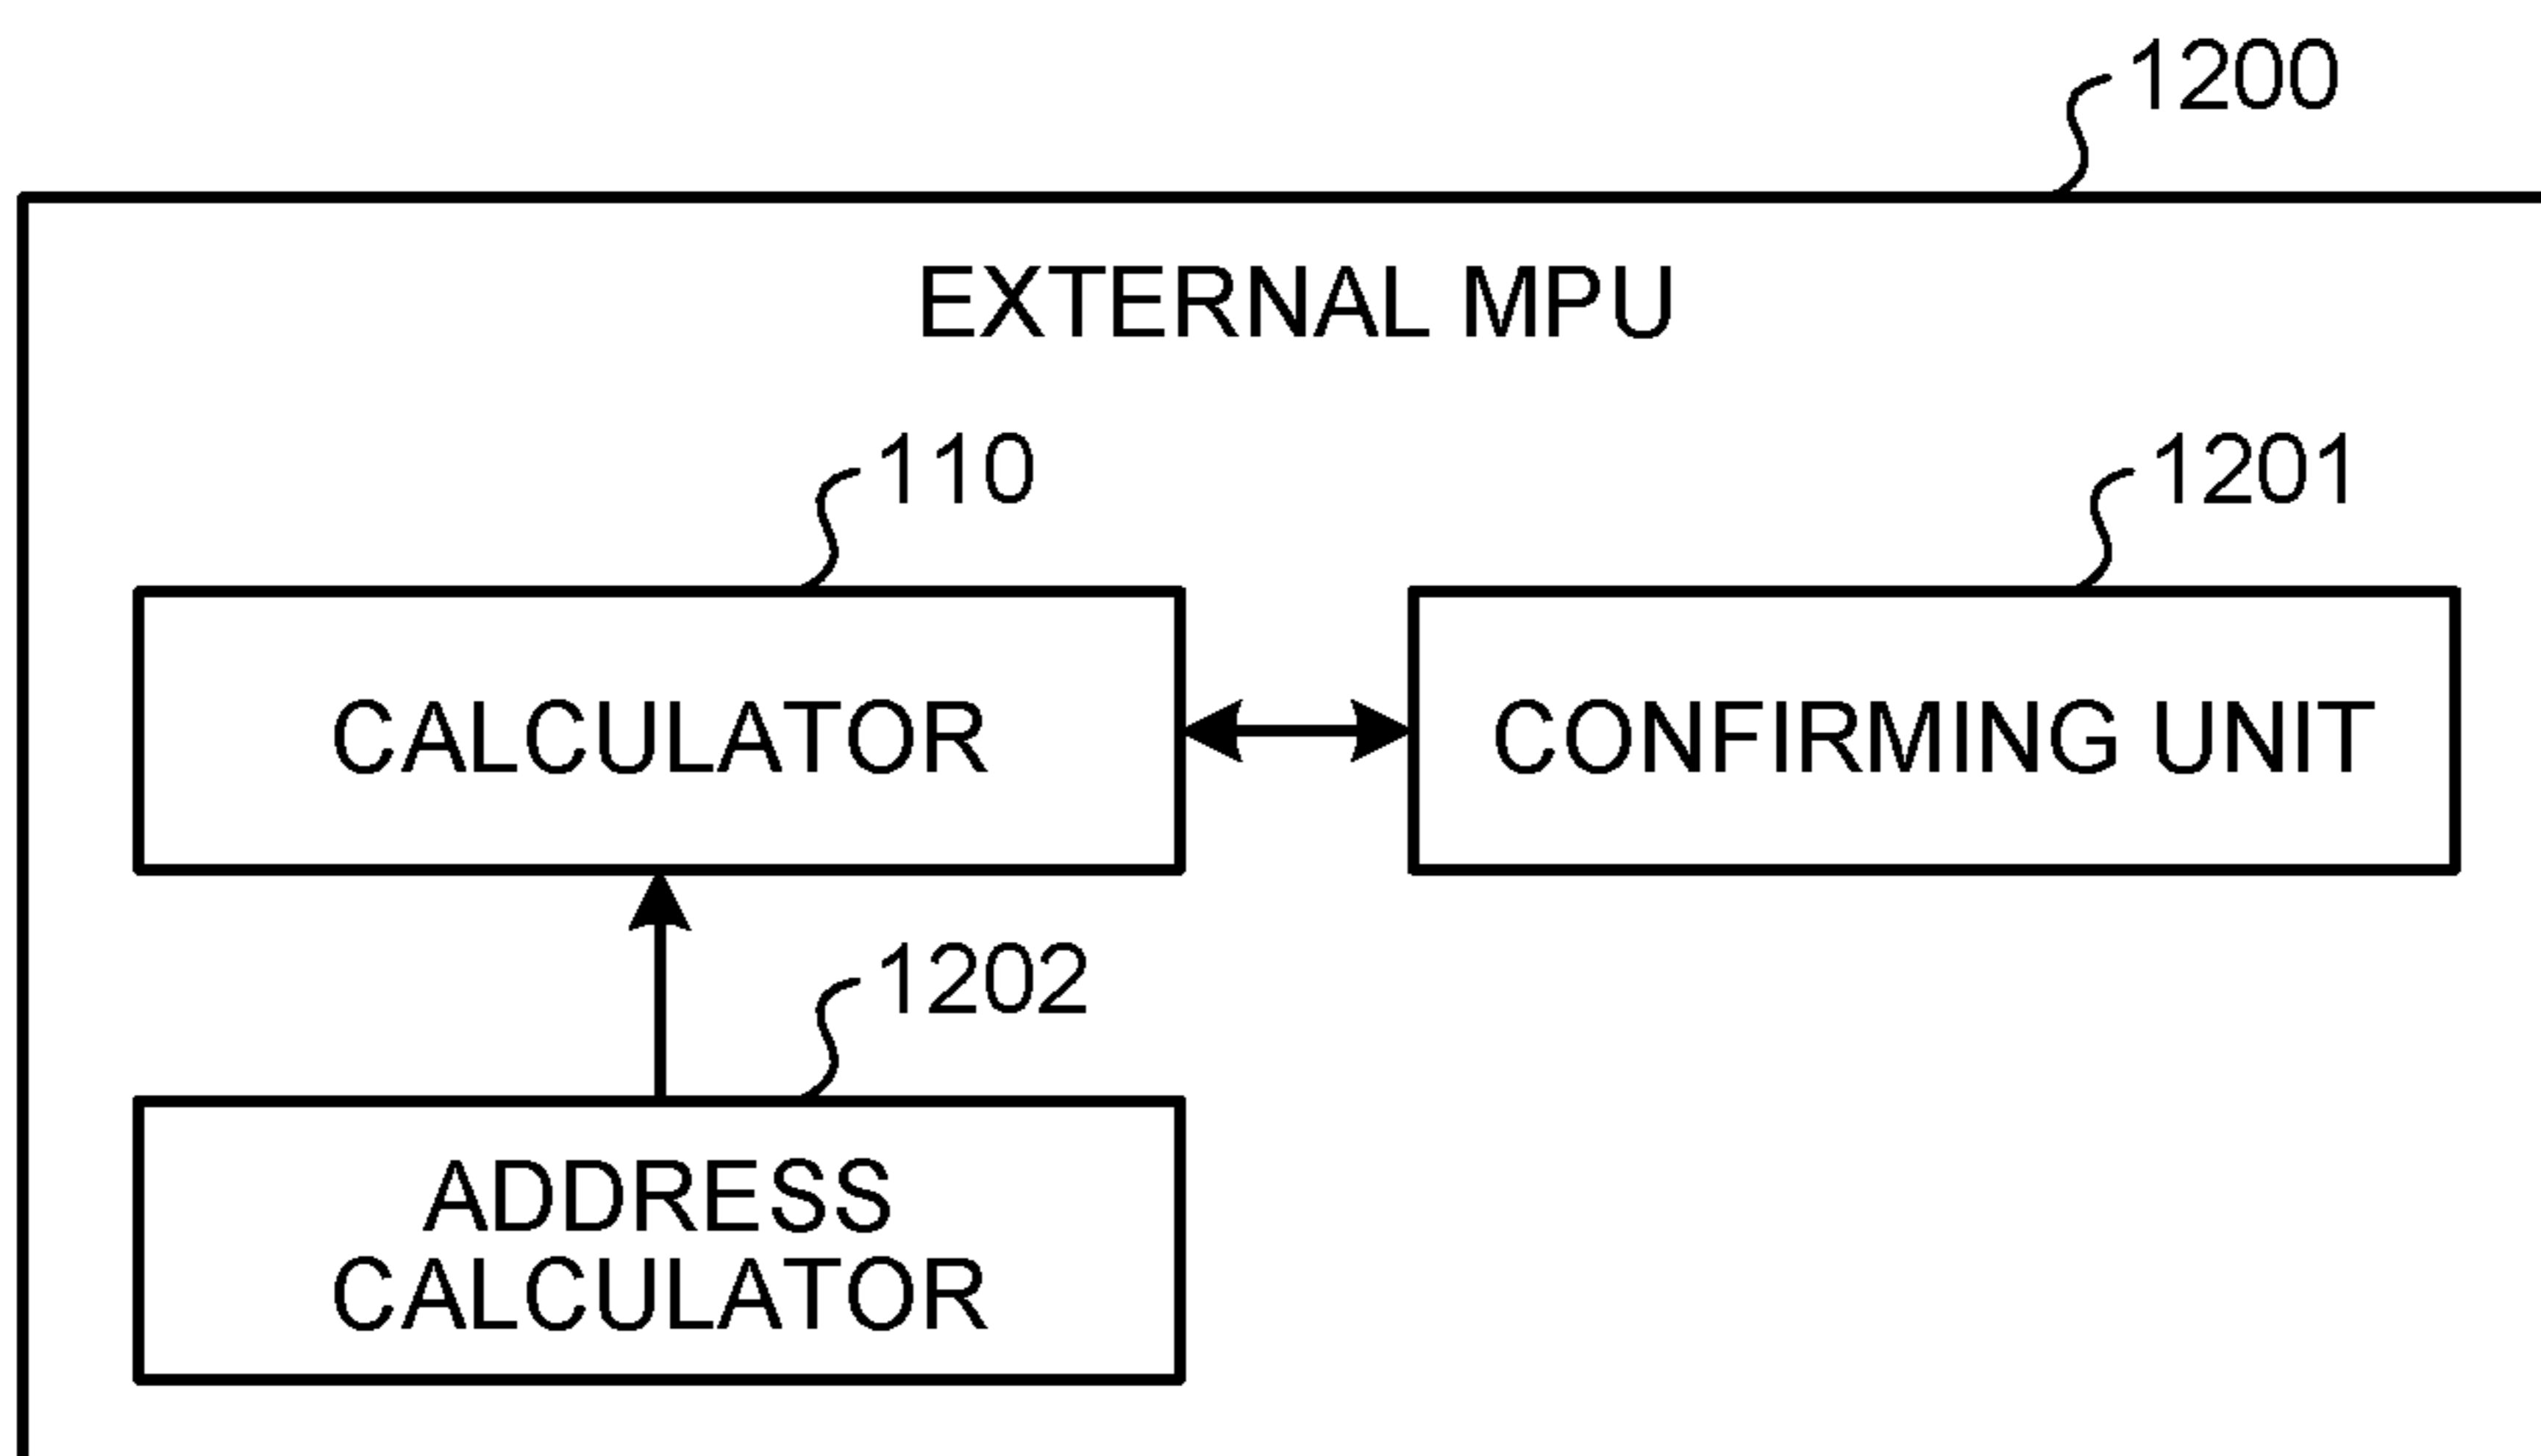 1200
EXTERNAL MPU
110
1201
CALCULATOR
CONFIRMING UNIT
1202
ADDRESS
CALCULATOR